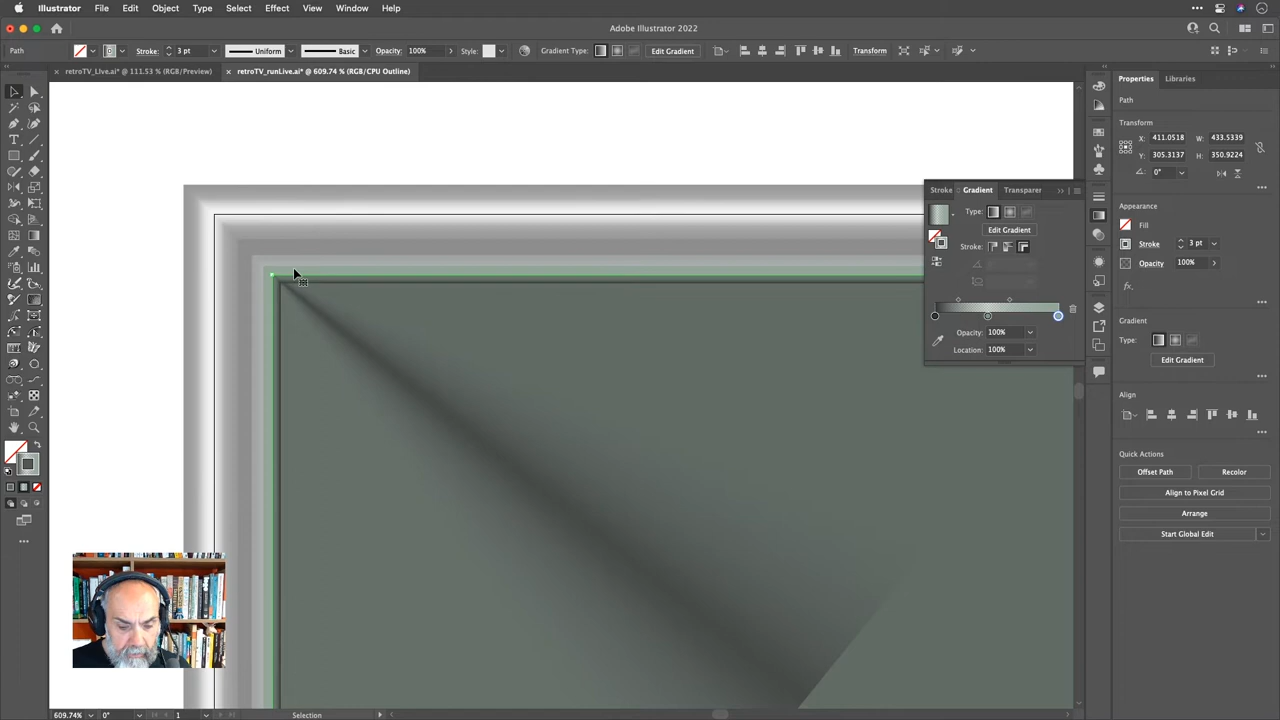 Illustrator File Edit Object Type Select Effect View Window Help
Adobe Illustrator 2022
Path Stroke: 3 pt Uniform Basic Opacity: 100% Style: Gradient Type: Edit Gradient Transform
× retroTV_LIve.ai* @ 111.53 % (RGB/Preview) × retroTV_runLive.ai* @ 609.74 % (RGB/CPU Outline)
Properties Libraries
Path
Transform
X: 411.0518 W: 433.5339
Y: 305.3137 H: 350.9224
0°
Stroke Gradient Transparer
Type:
Edit Gradient
Stroke:
Opacity: 100%
Location: 100%
Appearance
Fill
Stroke 3 pt
Opacity 100%
fx.
Gradient
Type:
Edit Gradient
Align
Quick Actions
Offset Path Recolor
Align to Pixel Grid
Arrange
Start Global Edit
609.74% 0° 1 Selection